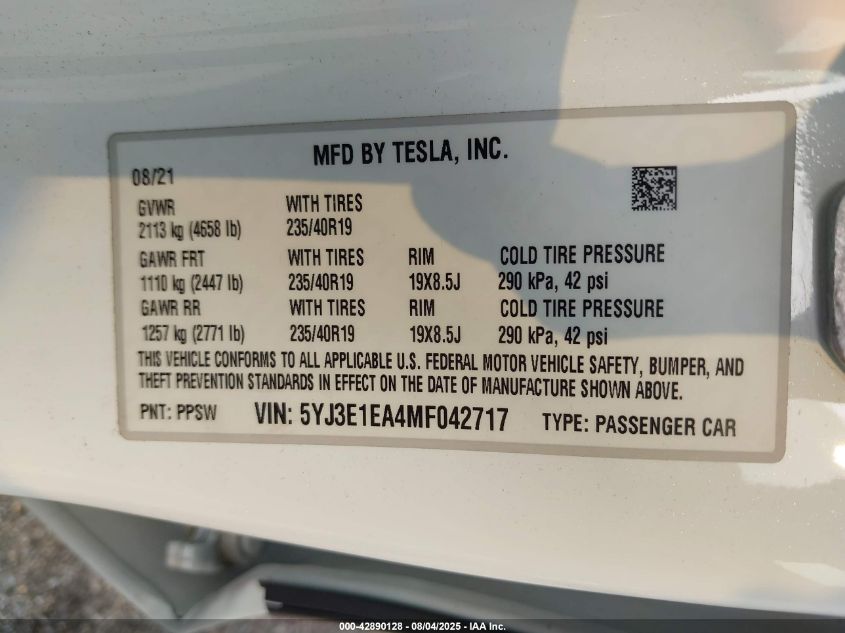 MFD BY TESLA, INC.
08/21
GVWR WITH TIRES
2113 kg (4658 lb) 235/40R19
GAWR FRT WITH TIRES RIM COLD TIRE PRESSURE
1110 kg (2447 lb) 235/40R19 19X8.5J 290 kPa, 42 psi
GAWR RR WITH TIRES RIM COLD TIRE PRESSURE
1257 kg (2771 lb) 235/40R19 19X8.5J 290 kPa, 42 psi
THIS VEHICLE CONFORMS TO ALL APPLICABLE U.S. FEDERAL MOTOR VEHICLE SAFETY, BUMPER, AND
THEFT PREVENTION STANDARDS IN EFFECT ON THE DATE OF MANUFACTURE SHOWN ABOVE.
PNT: PPSW VIN: 5YJ3E1EA4MF042717 TYPE: PASSENGER CAR
000-42890128 - 08/04/2025 - IAA Inc.